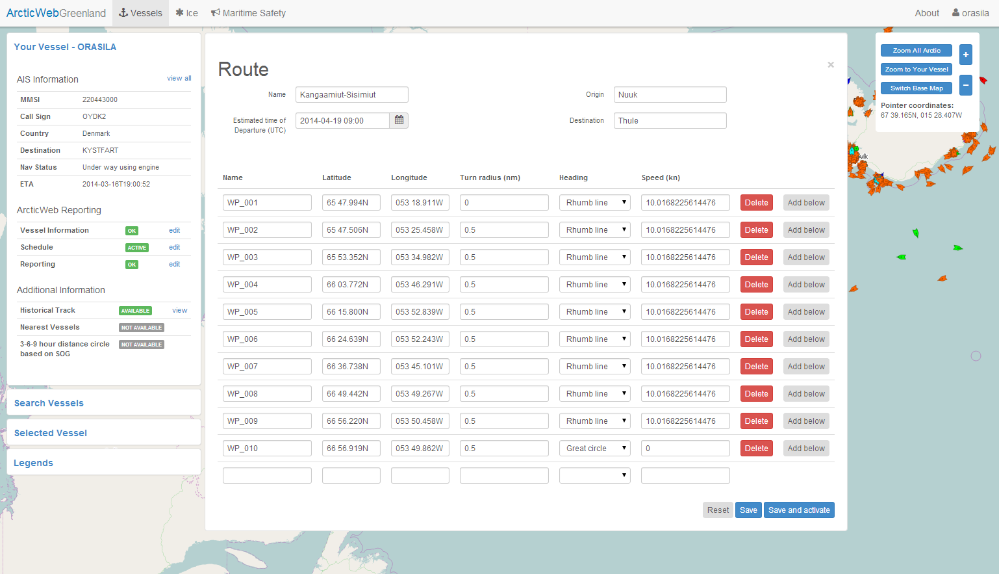 ArcticWebGreenland Vessels Ice Maritime Safety About orasila
Your Vessel - ORASILA
AIS Information view all
MMSI 220443000
Call Sign OYDK2
Country Denmark
Destination KYSTFART
Nav Status Under way using engine
ETA 2014-03-16T19:00:52
ArcticWeb Reporting
Vessel Information OK edit
Schedule ACTIVE edit
Reporting OK edit
Additional Information
Historical Track AVAILABLE view
Nearest Vessels NOT AVAILABLE
3-6-9 hour distance circle NOT AVAILABLE
based on SOG
Search Vessels
Selected Vessel
Legends
Route ×
Name Kangaamiut-Sisimiut Origin Nuuk
Estimated time of 2014-04-19 09:00 Destination Thule
Departure (UTC)
Name Latitude Longitude Turn radius (nm) Heading Speed (kn)
WP_001 65 47.994N 053 18.911W 0 Rhumb line 10.0168225614476 Delete Add below
WP_002 65 47.506N 053 25.458W 0.5 Rhumb line 10.0168225614476 Delete Add below
WP_003 65 53.352N 053 34.982W 0.5 Rhumb line 10.0168225614476 Delete Add below
WP_004 66 03.772N 053 46.291W 0.5 Rhumb line 10.0168225614476 Delete Add below
WP_005 66 15.800N 053 52.839W 0.5 Rhumb line 10.0168225614476 Delete Add below
WP_006 66 24.639N 053 52.243W 0.5 Rhumb line 10.0168225614476 Delete Add below
WP_007 66 36.738N 053 45.101W 0.5 Rhumb line 10.0168225614476 Delete Add below
WP_008 66 49.442N 053 49.267W 0.5 Rhumb line 10.0168225614476 Delete Add below
WP_009 66 56.220N 053 50.458W 0.5 Rhumb line 10.0168225614476 Delete Add below
WP_010 66 56.919N 053 49.862W 0.5 Great circle 0 Delete Add below
Reset Save Save and activate
Zoom All Arctic +
Zoom to Your Vessel
Switch Base Map −
Pointer coordinates:
67 39.165N, 015 28.407W